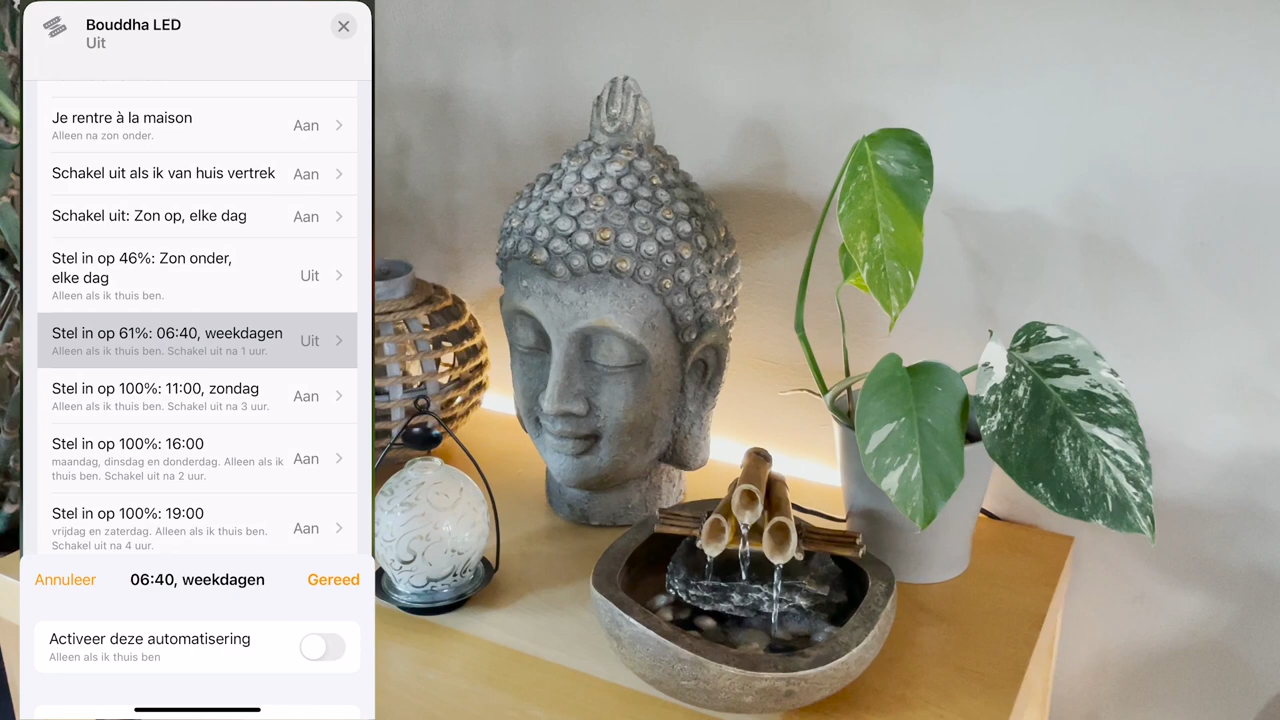 Bouddha LED
Uit
Je rentre à la maison
Alleen na zon onder.
Aan
Schakel uit als ik van huis vertrek
Aan
Schakel uit: Zon op, elke dag
Aan
Stel in op 46%: Zon onder,
elke dag
Alleen als ik thuis ben.
Uit
Stel in op 61%: 06:40, weekdagen
Alleen als ik thuis ben. Schakel uit na 1 uur.
Uit
Stel in op 100%: 11:00, zondag
Alleen als ik thuis ben. Schakel uit na 3 uur.
Aan
Stel in op 100%: 16:00
maandag, dinsdag en donderdag. Alleen als ik
thuis ben. Schakel uit na 2 uur.
Aan
Stel in op 100%: 19:00
vrijdag en zaterdag. Alleen als ik thuis ben.
Schakel uit na 4 uur.
Aan
Annuleer 06:40, weekdagen Gereed
Activeer deze automatisering
Alleen als ik thuis ben